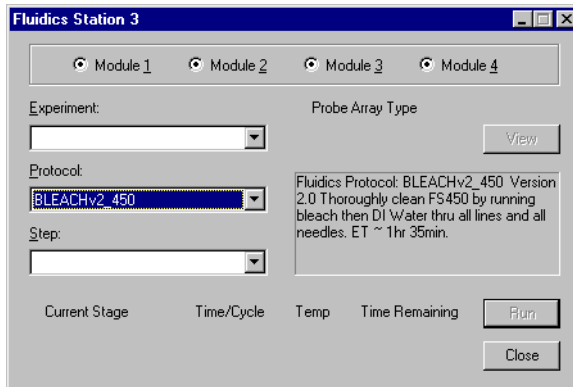 Fluidics Station 3
Module 1 Module 2 Module 3 Module 4
Experiment:
Probe Array Type
View
Protocol:
BLEACHv2_450
Fluidics Protocol: BLEACHv2_450 Version
2.0 Thoroughly clean FS450 by running
bleach then DI Water thru all lines and all
needles. ET ~ 1hr 35min.
Step:
Current Stage Time/Cycle Temp Time Remaining
Run
Close